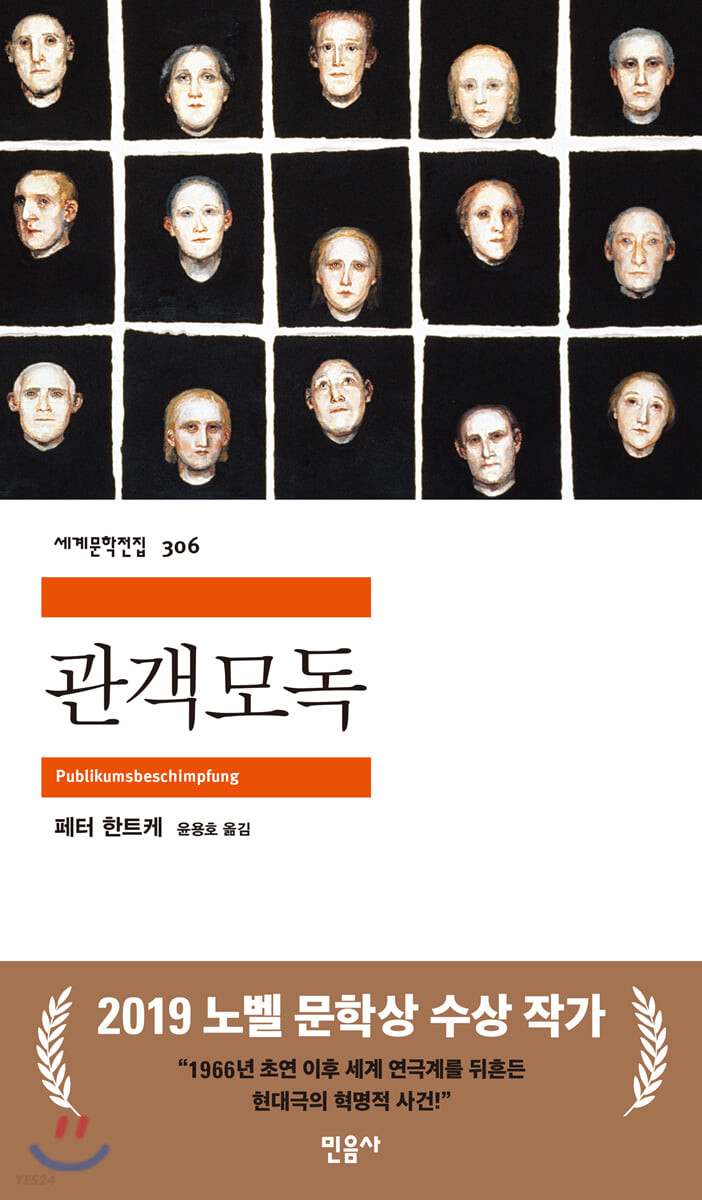 세계문학전집 306
관객모독
Publikumsbeschimpfung
페터 한트케 윤용호 옮김
2019 노벨 문학상 수상 작가
“1966년 초연 이후 세계 연극계를 뒤흔든
현대극의 혁명적 사건!”
민음사
YES24